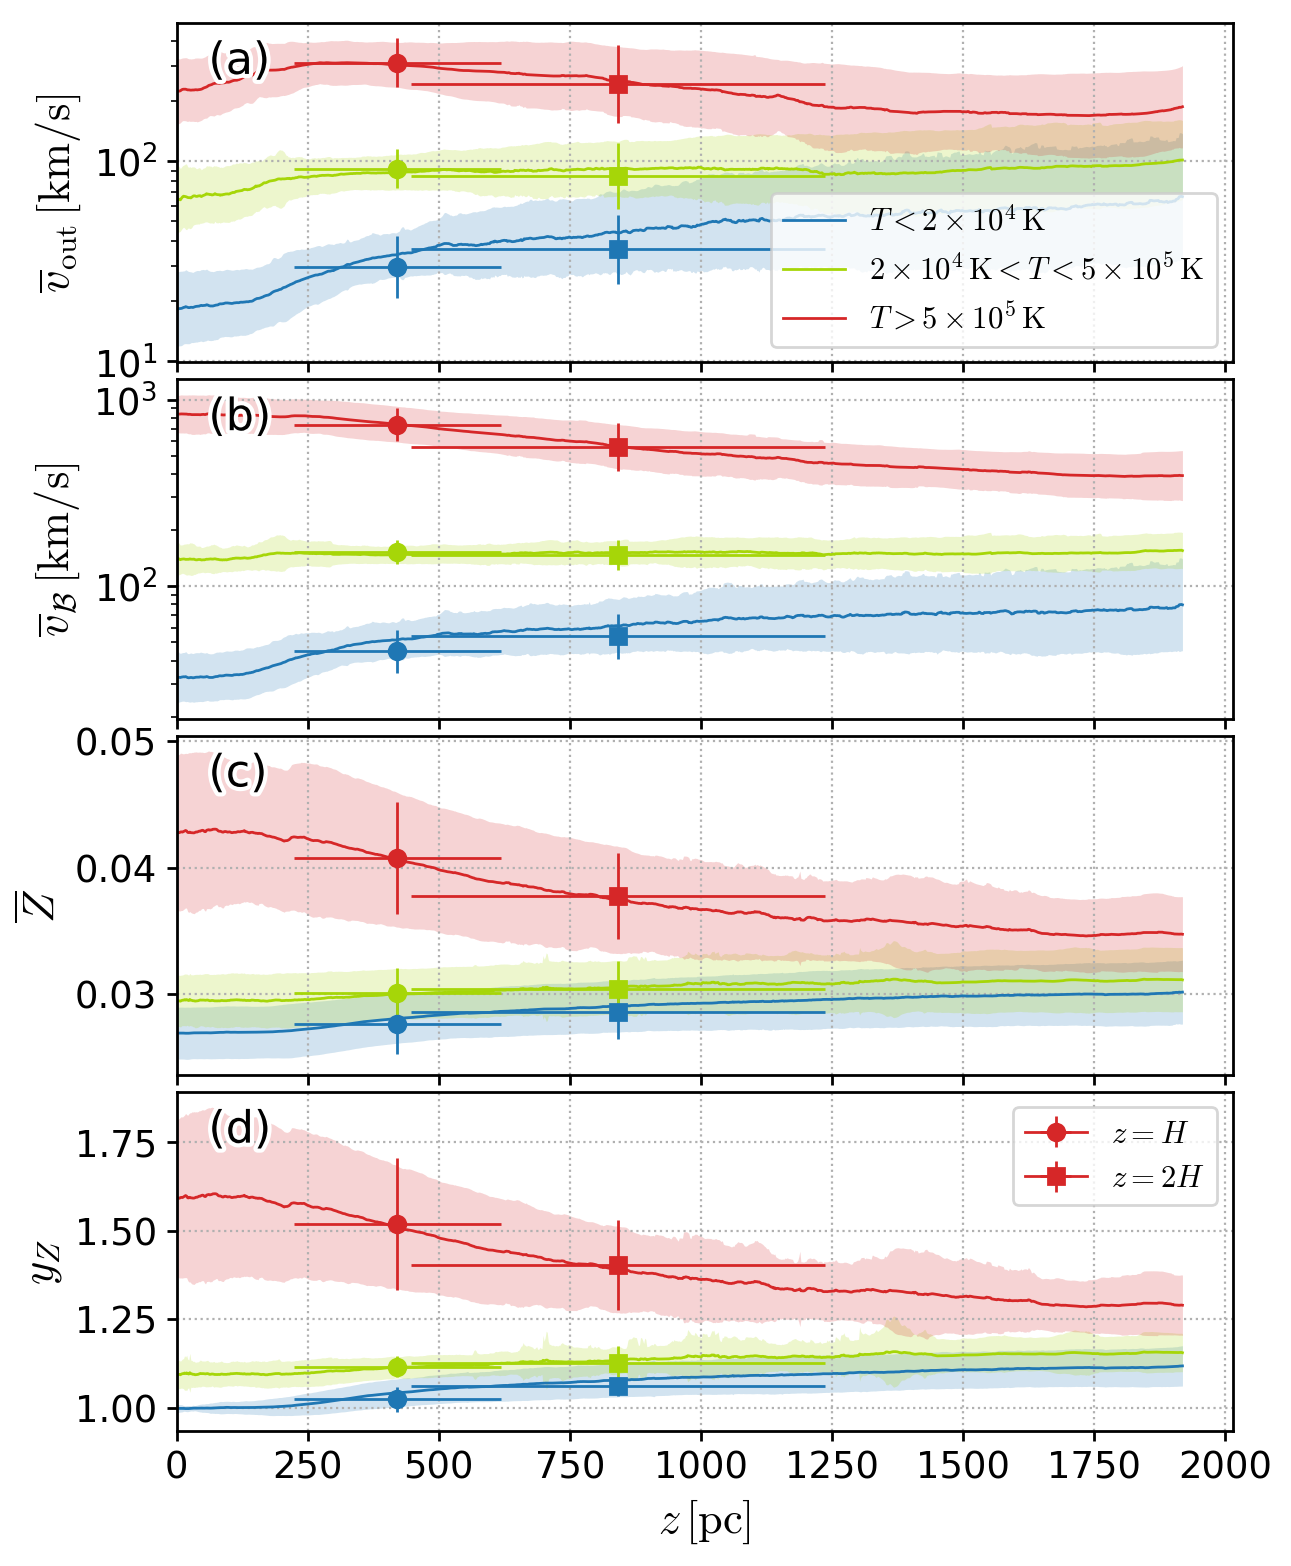 (a)
v̅_out [km/s]
10²
10¹
T < 2 × 10⁴ K
2 × 10⁴ K < T < 5 × 10⁵ K
T > 5 × 10⁵ K
(b)
v̅_ℬ [km/s]
10³
10²
(c)
Z̅
0.05
0.04
0.03
(d)
y_Z
1.75
1.50
1.25
1.00
z = H
z = 2H
0 250 500 750 1000 1250 1500 1750 2000
z [pc]